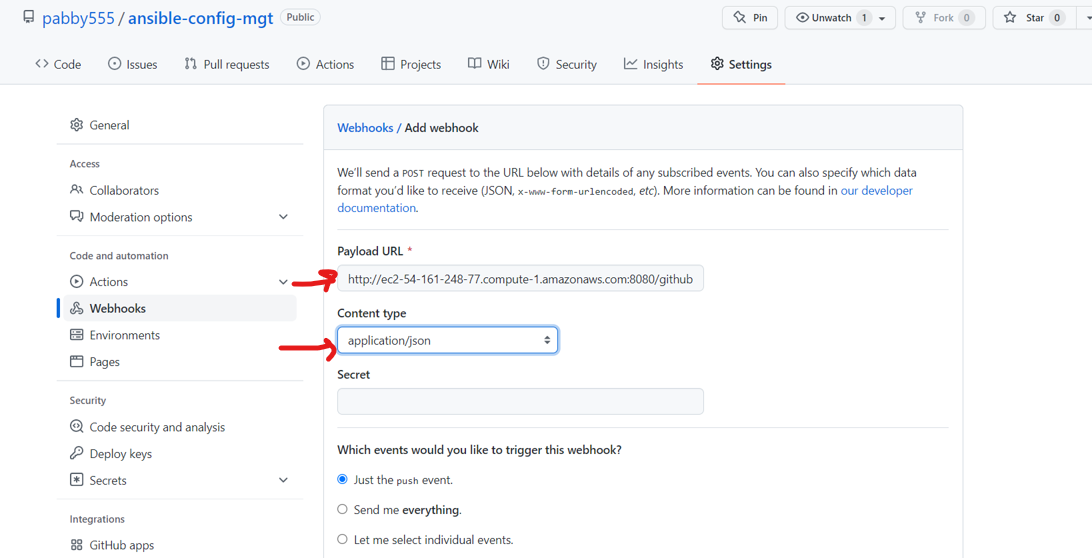 pabby555 / ansible-config-mgt Public
Pin Unwatch 1 Fork 0 Star 0
Code Issues Pull requests Actions Projects Wiki Security Insights Settings
General
Access
Collaborators
Moderation options
Code and automation
Actions
Webhooks
Environments
Pages
Security
Code security and analysis
Deploy keys
Secrets
Integrations
GitHub apps
Webhooks / Add webhook
We'll send a POST request to the URL below with details of any subscribed events. You can also specify which data
format you'd like to receive (JSON, x-www-form-urlencoded, etc). More information can be found in our developer
documentation.
Payload URL *
http://ec2-54-161-248-77.compute-1.amazonaws.com:8080/github
Content type
application/json
Secret
Which events would you like to trigger this webhook?
Just the push event.
Send me everything.
Let me select individual events.